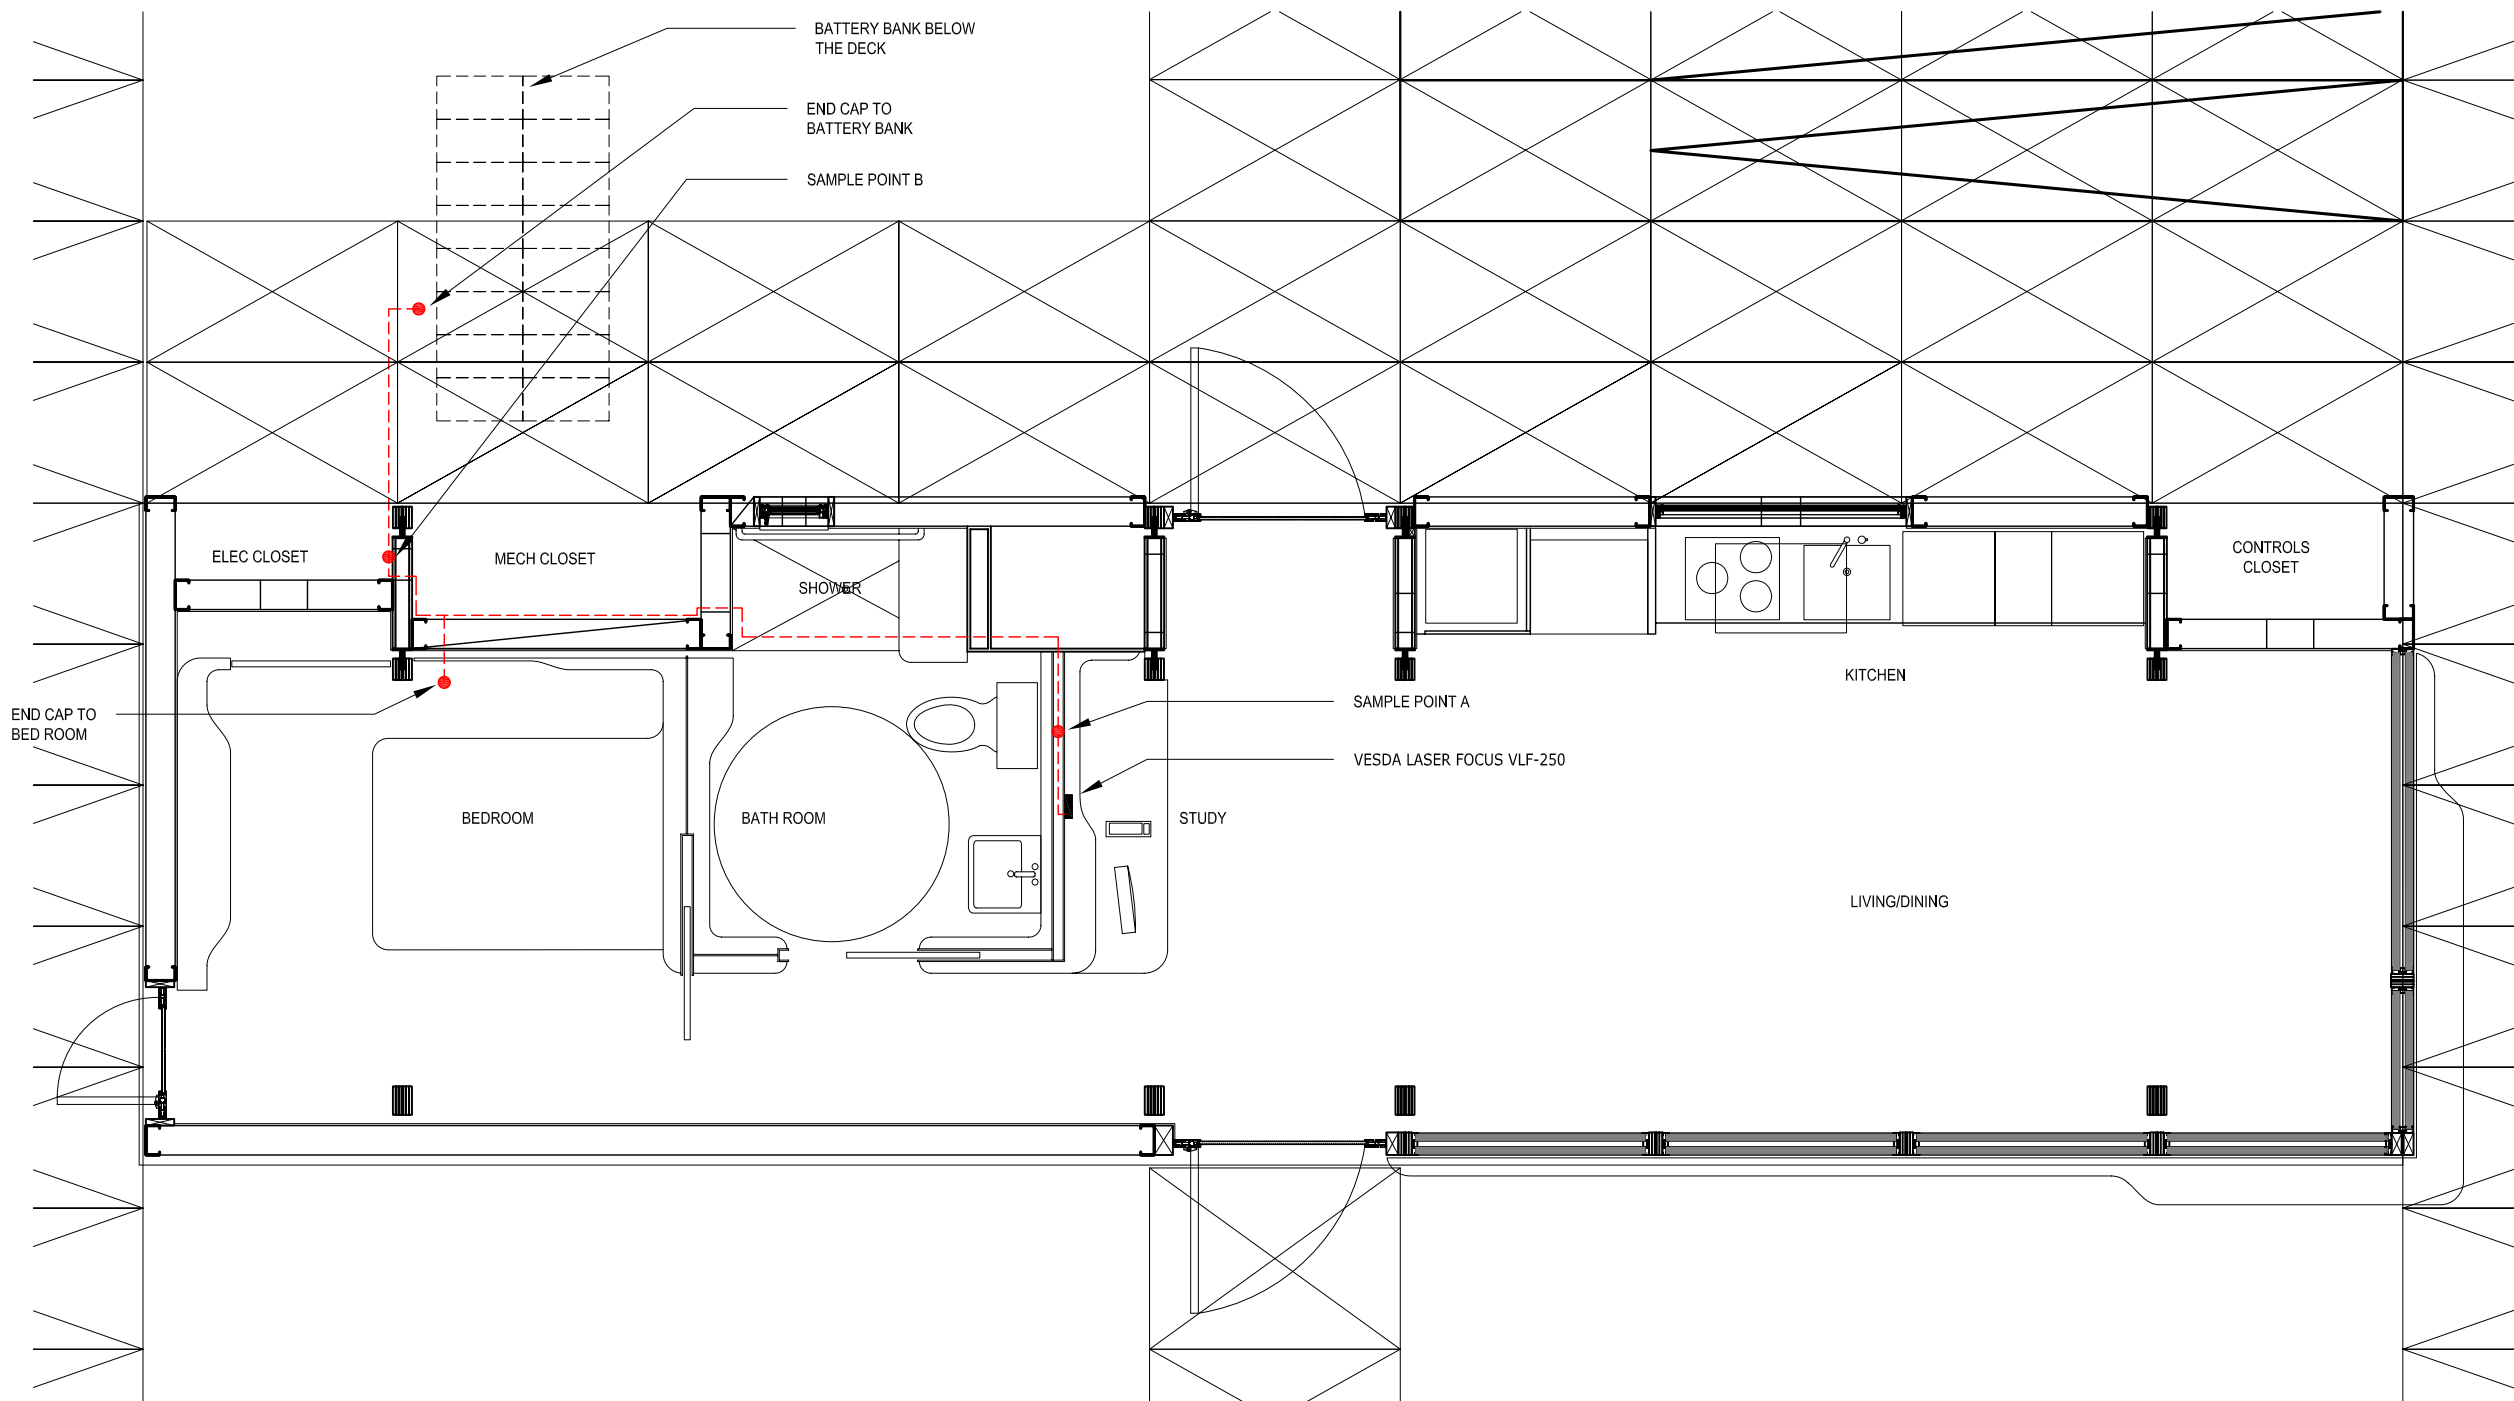 BATTERY BANK BELOW
THE DECK
END CAP TO
BATTERY BANK
SAMPLE POINT B
ELEC CLOSET
MECH CLOSET
SHOWER
CONTROLS
CLOSET
KITCHEN
SAMPLE POINT A
END CAP TO
BED ROOM
VESDA LASER FOCUS VLF-250
BEDROOM
BATH ROOM
STUDY
LIVING/DINING